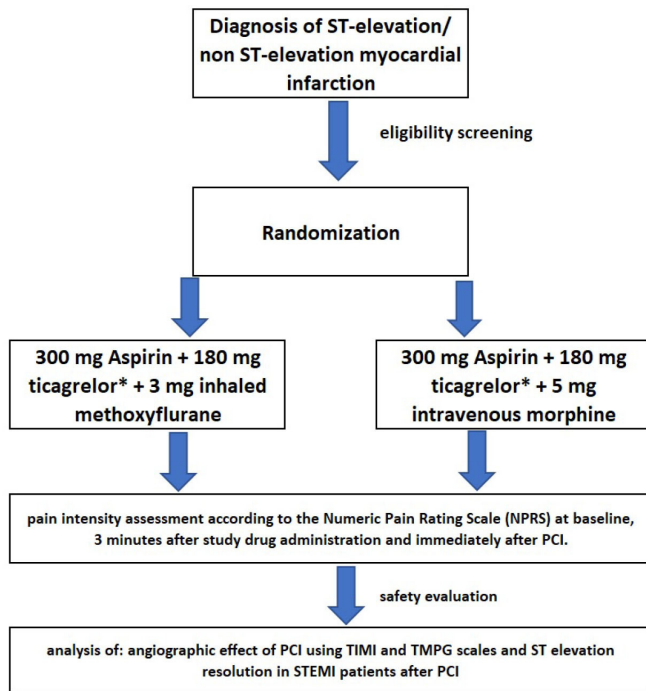 Diagnosis of ST-elevation/
non ST-elevation myocardial
infarction
eligibility screening
Randomization
300 mg Aspirin + 180 mg
ticagrelor* + 3 mg inhaled
methoxyflurane
300 mg Aspirin + 180 mg
ticagrelor* + 5 mg
intravenous morphine
pain intensity assessment according to the Numeric Pain Rating Scale (NPRS) at baseline,
3 minutes after study drug administration and immediately after PCI.
safety evaluation
analysis of: angiographic effect of PCI using TIMI and TMPG scales and ST elevation
resolution in STEMI patients after PCI